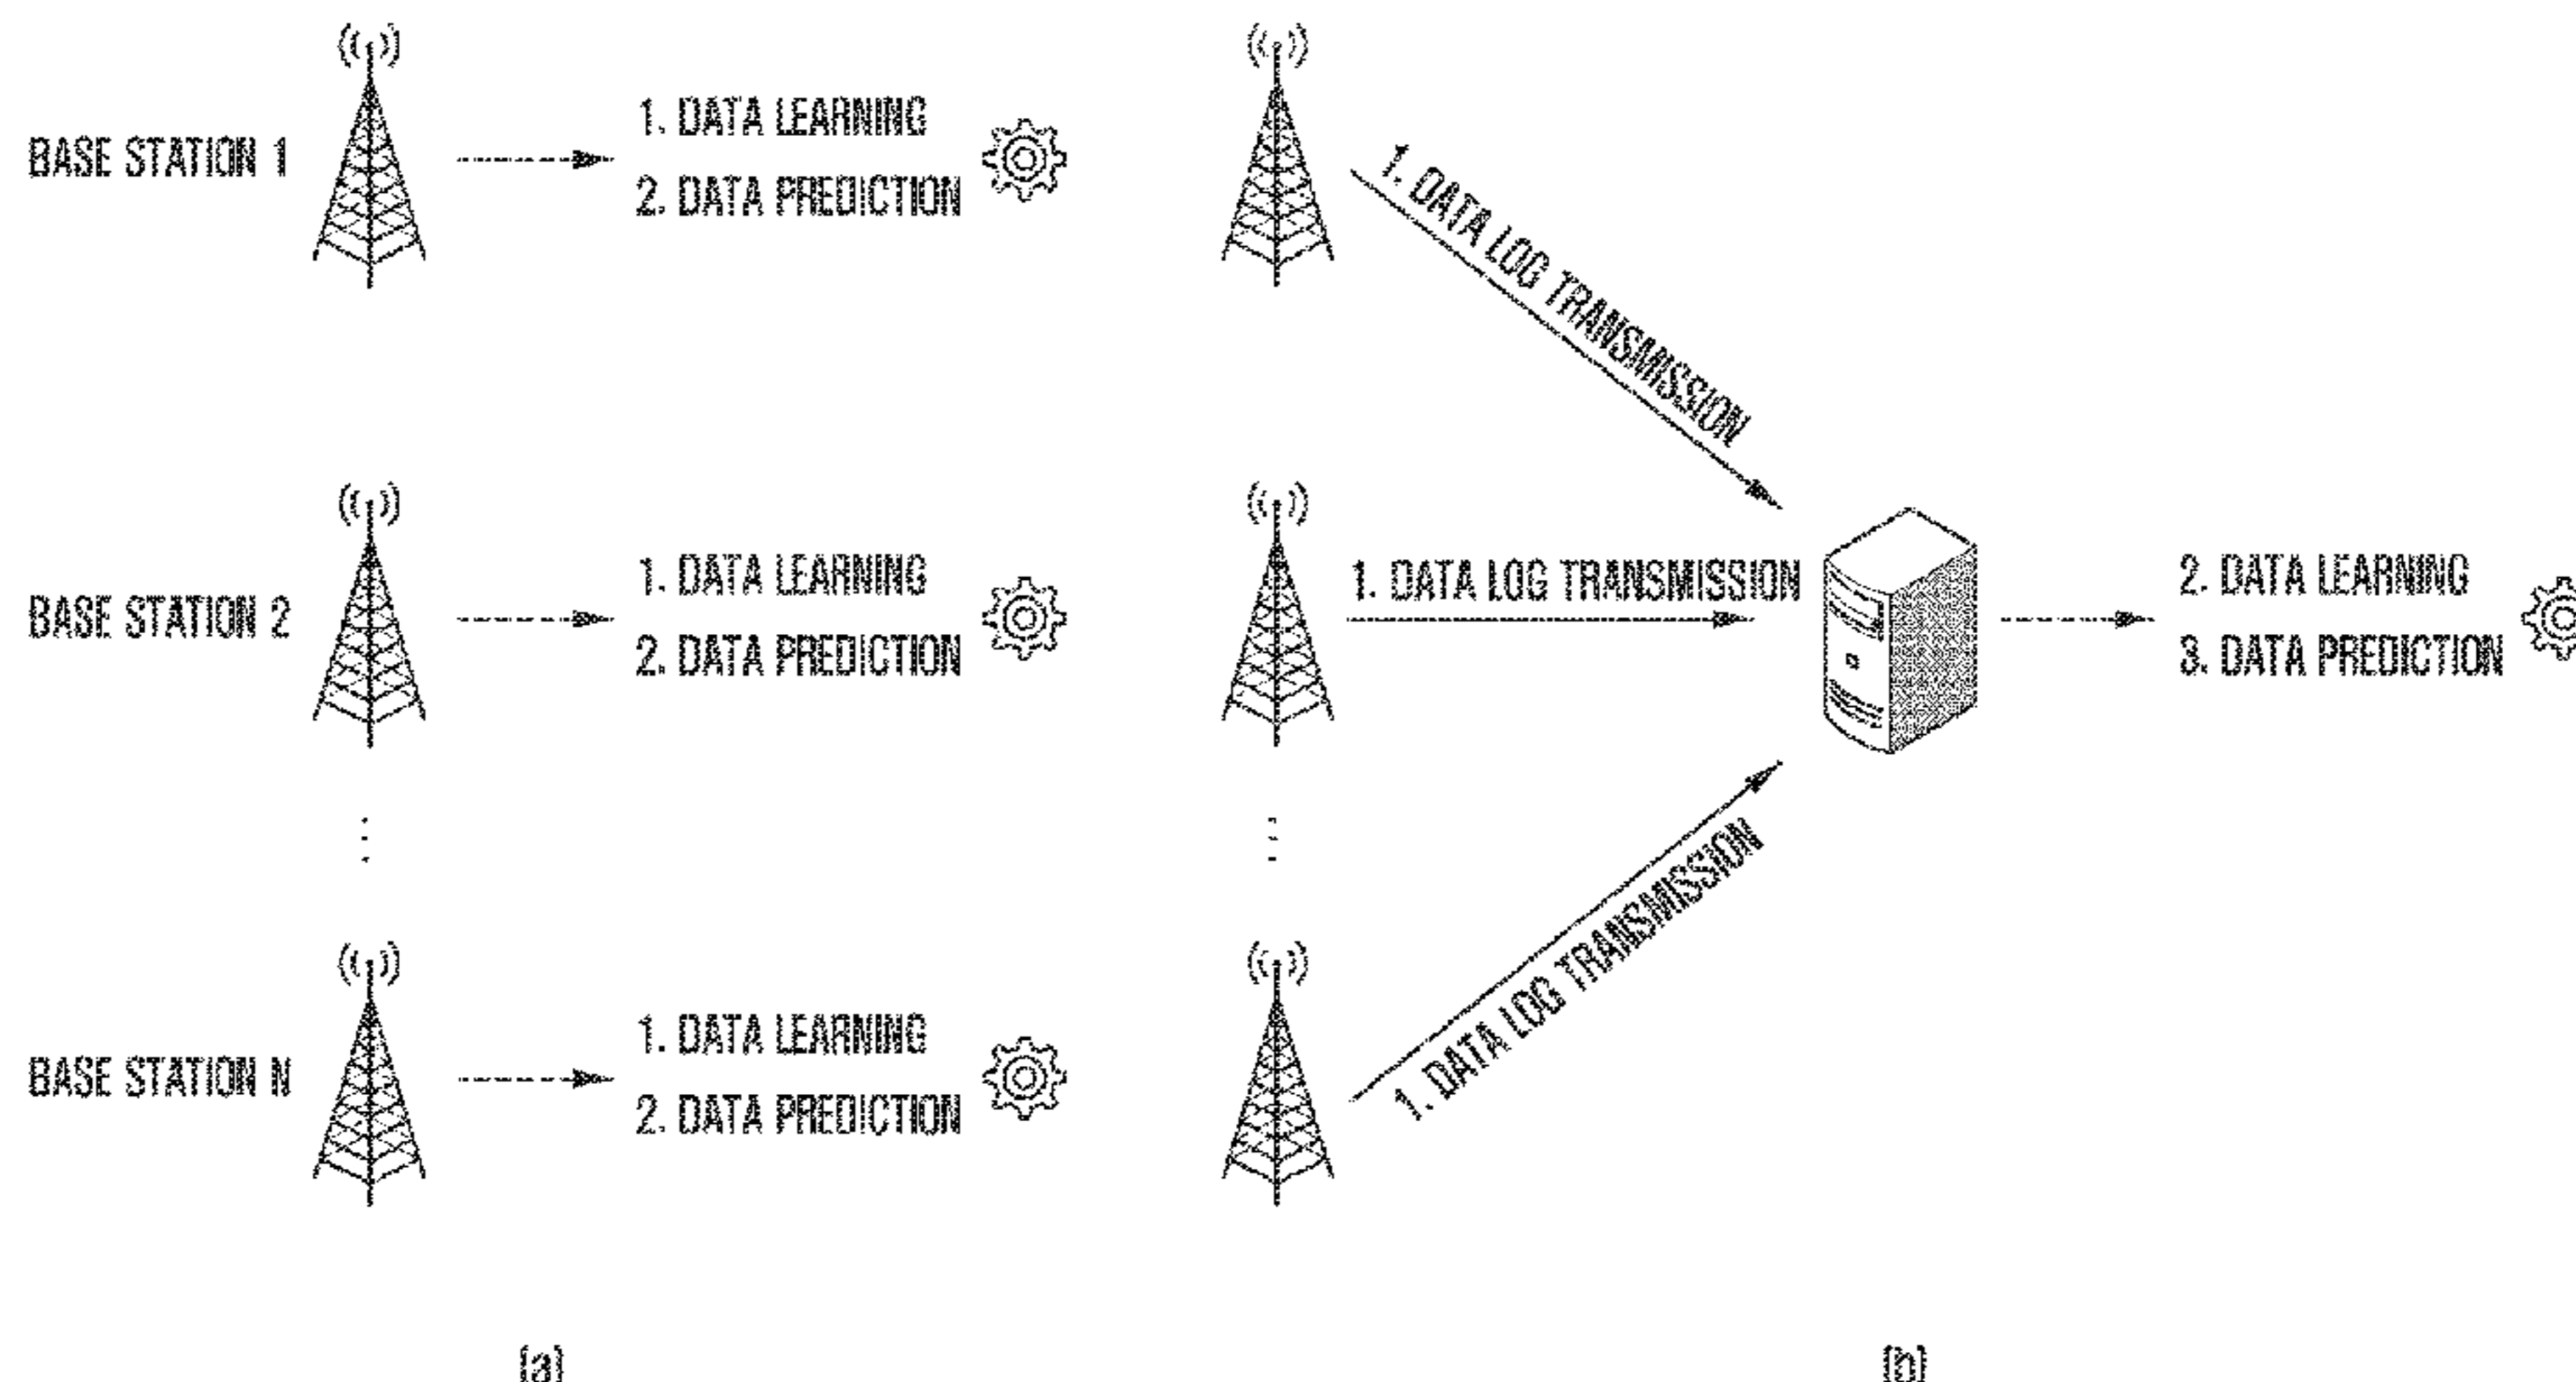 BASE STATION 1
1. DATA LEARNING
2. DATA PREDICTION
BASE STATION 2
1. DATA LEARNING
2. DATA PREDICTION
BASE STATION N
1. DATA LEARNING
2. DATA PREDICTION
(a)
1. DATA LOG TRANSMISSION
1. DATA LOG TRANSMISSION
1. DATA LOG TRANSMISSION
2. DATA LEARNING
3. DATA PREDICTION
(b)